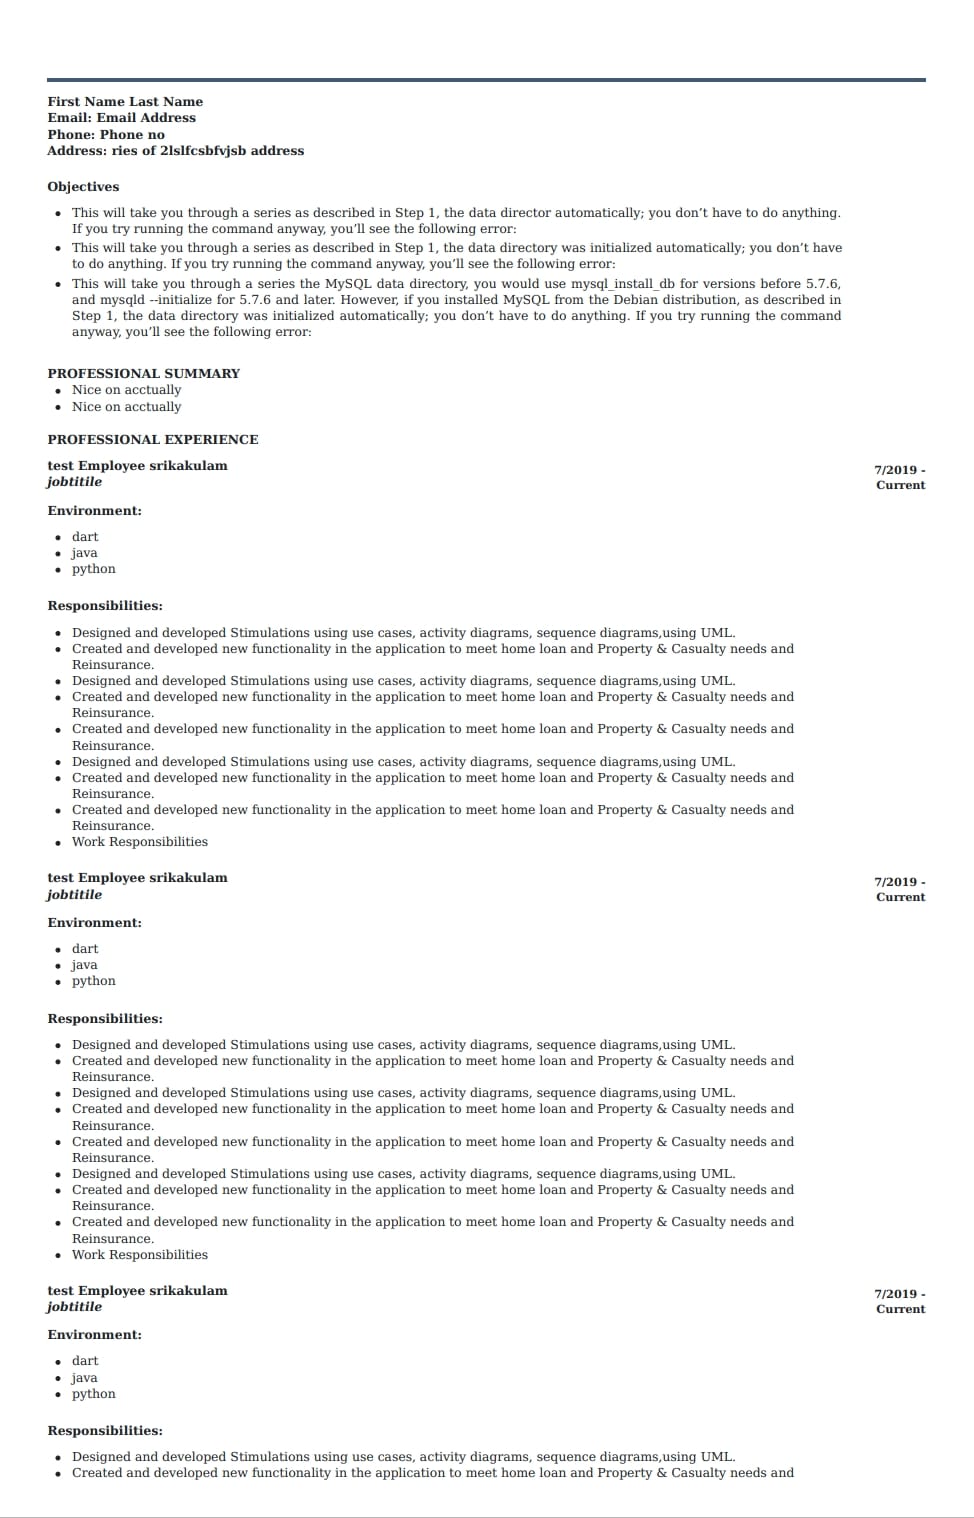 First Name Last Name
Email: Email Address
Phone: Phone no
Address: ries of 2lslfcsbfvjsb address
Objectives
• This will take you through a series as described in Step 1, the data director automatically; you don’t have to do anything.
If you try running the command anyway, you’ll see the following error:
• This will take you through a series as described in Step 1, the data directory was initialized automatically; you don’t have
to do anything. If you try running the command anyway, you’ll see the following error:
• This will take you through a series the MySQL data directory, you would use mysql_install_db for versions before 5.7.6,
and mysqld --initialize for 5.7.6 and later. However, if you installed MySQL from the Debian distribution, as described in
Step 1, the data directory was initialized automatically; you don’t have to do anything. If you try running the command
anyway, you’ll see the following error:
PROFESSIONAL SUMMARY
• Nice on acctually
• Nice on acctually
PROFESSIONAL EXPERIENCE
test Employee srikakulam
jobtitile
7/2019 -
Current
Environment:
• dart
• java
• python
Responsibilities:
• Designed and developed Stimulations using use cases, activity diagrams, sequence diagrams,using UML.
• Created and developed new functionality in the application to meet home loan and Property & Casualty needs and
Reinsurance.
• Designed and developed Stimulations using use cases, activity diagrams, sequence diagrams,using UML.
• Created and developed new functionality in the application to meet home loan and Property & Casualty needs and
Reinsurance.
• Created and developed new functionality in the application to meet home loan and Property & Casualty needs and
Reinsurance.
• Designed and developed Stimulations using use cases, activity diagrams, sequence diagrams,using UML.
• Created and developed new functionality in the application to meet home loan and Property & Casualty needs and
Reinsurance.
• Created and developed new functionality in the application to meet home loan and Property & Casualty needs and
Reinsurance.
• Work Responsibilities
test Employee srikakulam
jobtitile
7/2019 -
Current
Environment:
• dart
• java
• python
Responsibilities:
• Designed and developed Stimulations using use cases, activity diagrams, sequence diagrams,using UML.
• Created and developed new functionality in the application to meet home loan and Property & Casualty needs and
Reinsurance.
• Designed and developed Stimulations using use cases, activity diagrams, sequence diagrams,using UML.
• Created and developed new functionality in the application to meet home loan and Property & Casualty needs and
Reinsurance.
• Created and developed new functionality in the application to meet home loan and Property & Casualty needs and
Reinsurance.
• Designed and developed Stimulations using use cases, activity diagrams, sequence diagrams,using UML.
• Created and developed new functionality in the application to meet home loan and Property & Casualty needs and
Reinsurance.
• Created and developed new functionality in the application to meet home loan and Property & Casualty needs and
Reinsurance.
• Work Responsibilities
test Employee srikakulam
jobtitile
7/2019 -
Current
Environment:
• dart
• java
• python
Responsibilities:
• Designed and developed Stimulations using use cases, activity diagrams, sequence diagrams,using UML.
• Created and developed new functionality in the application to meet home loan and Property & Casualty needs and